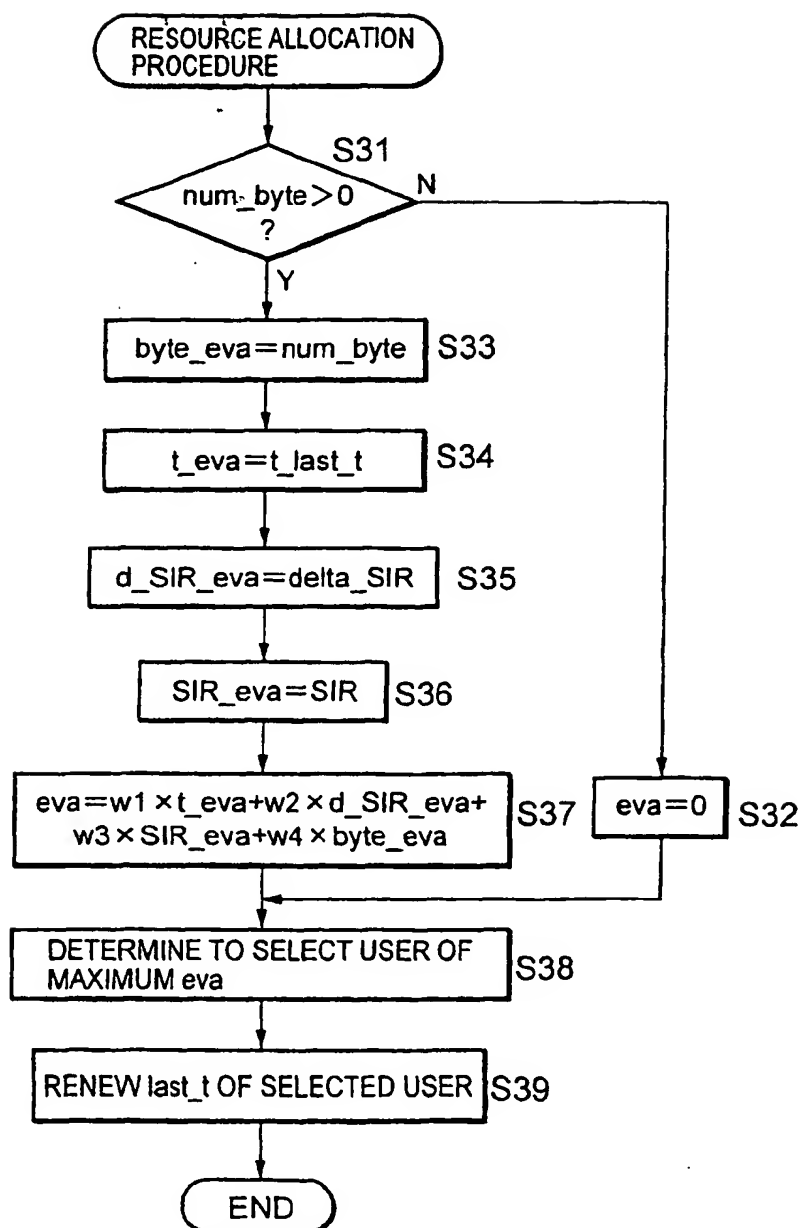 RESOURCE ALLOCATION
PROCEDURE
S31
num_byte>0
?
N
Y
byte_eva=num_byte
S33
t_eva=t_last_t
S34
d_SIR_eva=delta_SIR
S35
SIR_eva=SIR
S36
eva=w1×t_eva+w2×d_SIR_eva+
w3×SIR_eva+w4×byte_eva
S37
eva=0
S32
DETERMINE TO SELECT USER OF
MAXIMUM eva
S38
RENEW last_t OF SELECTED USER
S39
END